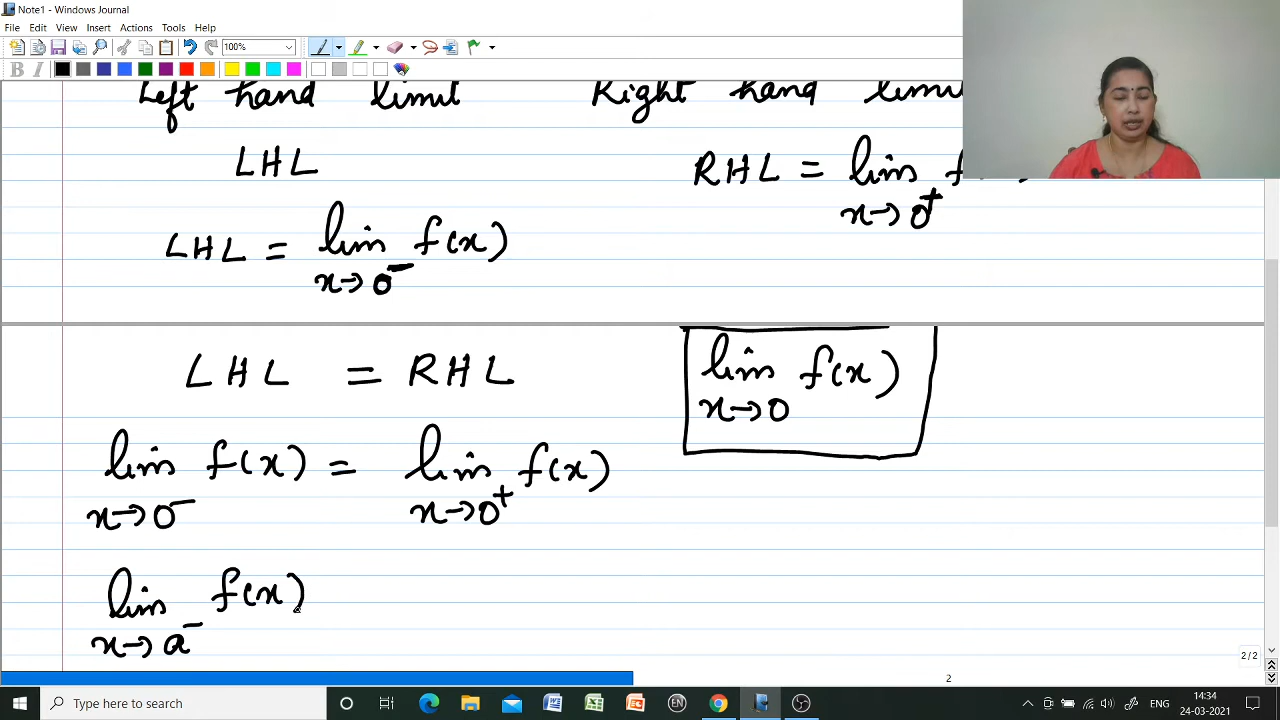 Note1 - Windows Journal
File Edit View Insert Actions Tools Help
100%
Left hand limit Right hand limit
LHL
RHL = lim
x→0⁺
LHL = lim f(x)
x→0⁻
LHL = RHL
lim f(x)
x→0
lim f(x) = lim f(x)
x→0⁻ x→0⁺
lim f(x)
x→a⁻
2/2
2
Type here to search
EN
ENG
14:34
24-03-2021